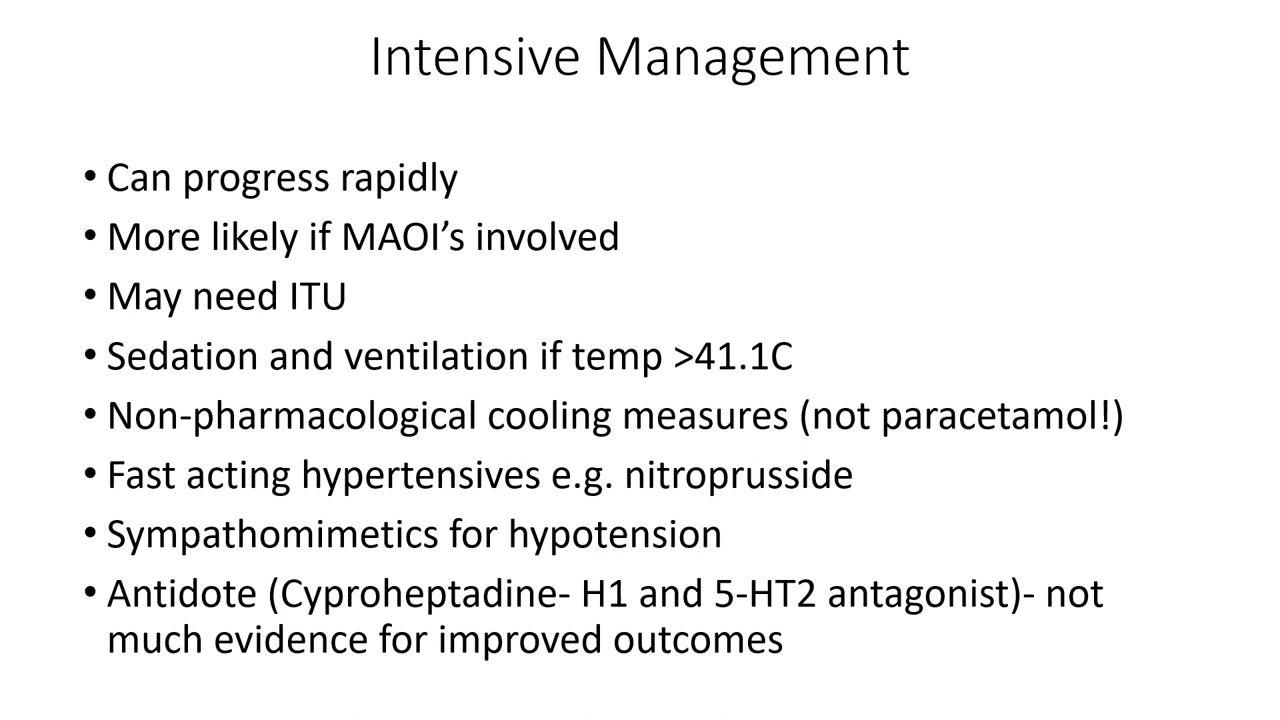 Intensive Management
• Can progress rapidly
• More likely if MAOI’s involved
• May need ITU
• Sedation and ventilation if temp >41.1C
• Non-pharmacological cooling measures (not paracetamol!)
• Fast acting hypertensives e.g. nitroprusside
• Sympathomimetics for hypotension
• Antidote (Cyproheptadine- H1 and 5-HT2 antagonist)- not
much evidence for improved outcomes